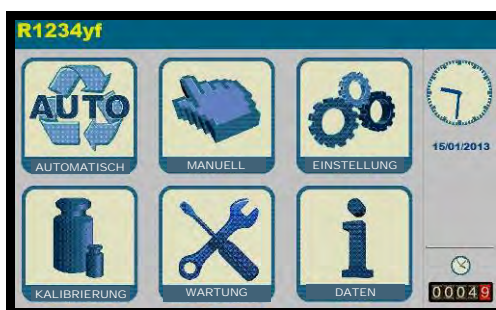 R1234yf
AUTO
AUTOMATISCH
MANUELL
EINSTELLUNG
15/01/2013
KALIBRIERUNG
WARTUNG
DATEN
00049